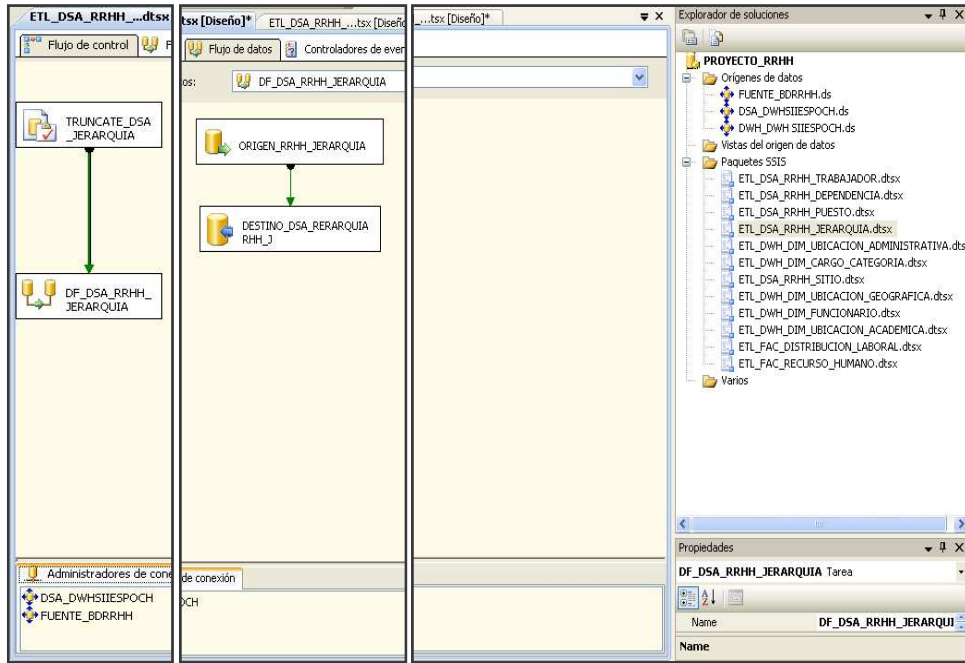 ETL_DSA_RRHH_...dtsx
Flujo de control
F
TRUNCATE_DSA
_JERARQUIA
DF_DSA_RRHH_
JERARQUIA
Administradores de cone
DSA_DWHSIIESPOCH
FUENTE_BDRRHH
tsx [Diseño]*
ETL_DSA_RRHH_...tsx [Diseño
Flujo de datos
Controladores de even
os:
DF_DSA_RRHH_JERARQUIA
ORIGEN_RRHH_JERARQUIA
DESTINO_DSA_RERARQUIA
RHH_J
de conexión
OCH
_...tsx [Diseño]*
Explorador de soluciones
PROYECTO_RRHH
Orígenes de datos
FUENTE_BDRRHH.ds
DSA_DWHSIIESPOCH.ds
DWH_DWH SIIESPOCH.ds
Vistas del origen de datos
Paquetes SSIS
ETL_DSA_RRHH_TRABAJADOR.dtsx
ETL_DSA_RRHH_DEPENDENCIA.dtsx
ETL_DSA_RRHH_PUESTO.dtsx
ETL_DSA_RRHH_JERARQUIA.dtsx
ETL_DWH_DIM_UBICACION_ADMINISTRATIVA.dts
ETL_DWH_DIM_CARGO_CATEGORIA.dtsx
ETL_DSA_RRHH_SITIO.dtsx
ETL_DWH_DIM_UBICACION_GEOGRAFICA.dtsx
ETL_DWH_DIM_FUNCIONARIO.dtsx
ETL_DWH_DIM_UBICACION_ACADEMICA.dtsx
ETL_FAC_DISTRIBUCION_LABORAL.dtsx
ETL_FAC_RECURSO_HUMANO.dtsx
Varios
Propiedades
DF_DSA_RRHH_JERARQUIA Tarea
Name DF_DSA_RRHH_JERARQUI
Name